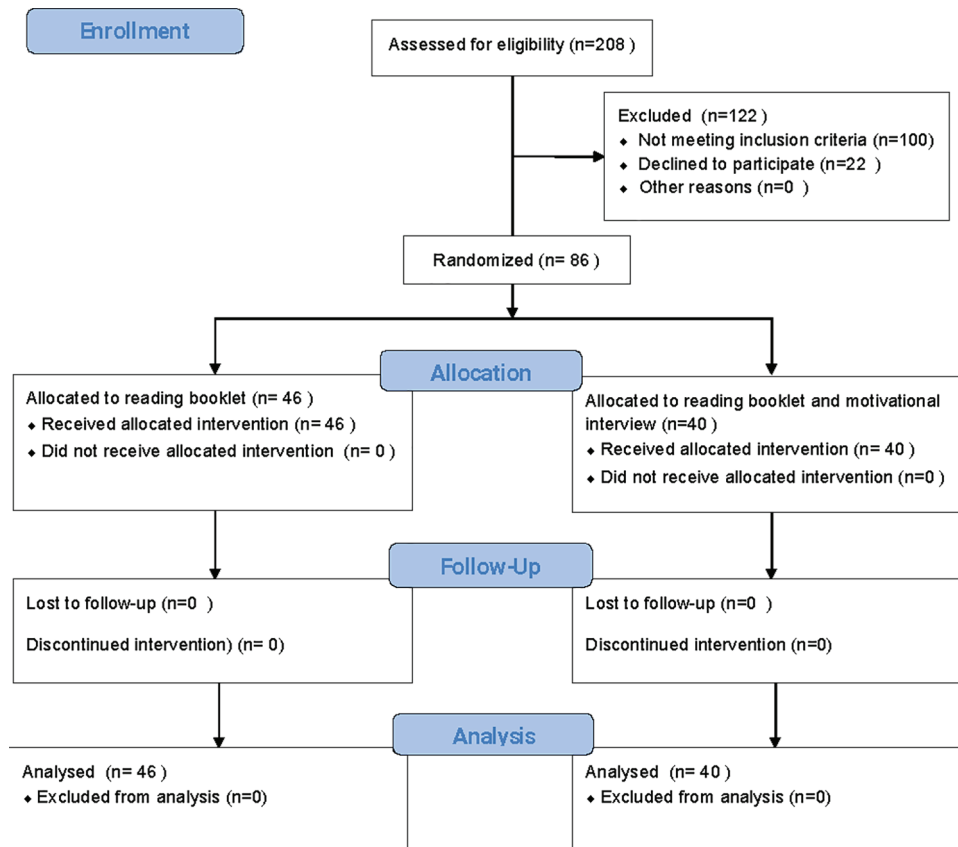 Enrollment
Assessed for eligibility (n=208 )
Excluded (n=122 )
♦ Not meeting inclusion criteria (n=100)
♦ Declined to participate (n=22 )
♦ Other reasons (n=0 )
Randomized (n= 86 )
Allocation
Allocated to reading booklet (n= 46 )
♦ Received allocated intervention (n= 46 )
♦ Did not receive allocated intervention (n= 0 )
Allocated to reading booklet and motivational
interview (n=40 )
♦ Received allocated intervention (n= 40 )
♦ Did not receive allocated intervention (n=0 )
Follow-Up
Lost to follow-up (n=0 )
Discontinued intervention) (n= 0)
Lost to follow-up (n=0 )
Discontinued intervention (n=0)
Analysis
Analysed (n= 46 )
♦ Excluded from analysis (n=0)
Analysed (n= 40 )
♦ Excluded from analysis (n=0)